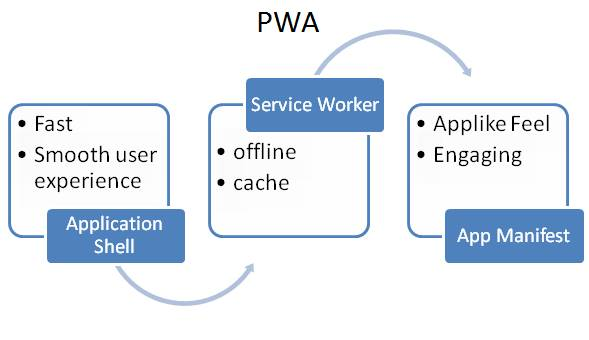 PWA
• Fast
• Smooth user
experience
Application
Shell
Service Worker
• offline
• cache
• Applike Feel
• Engaging
App Manifest